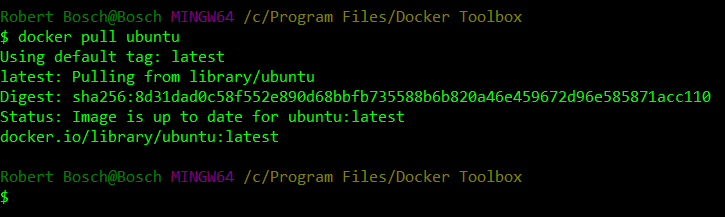 Robert Bosch@Bosch MINGW64 /c/Program Files/Docker Toolbox
$ docker pull ubuntu
Using default tag: latest
latest: Pulling from library/ubuntu
Digest: sha256:8d31dad0c58f552e890d68bbfb735588b6b820a46e459672d96e585871acc110
Status: Image is up to date for ubuntu:latest
docker.io/library/ubuntu:latest
Robert Bosch@Bosch MINGW64 /c/Program Files/Docker Toolbox
$